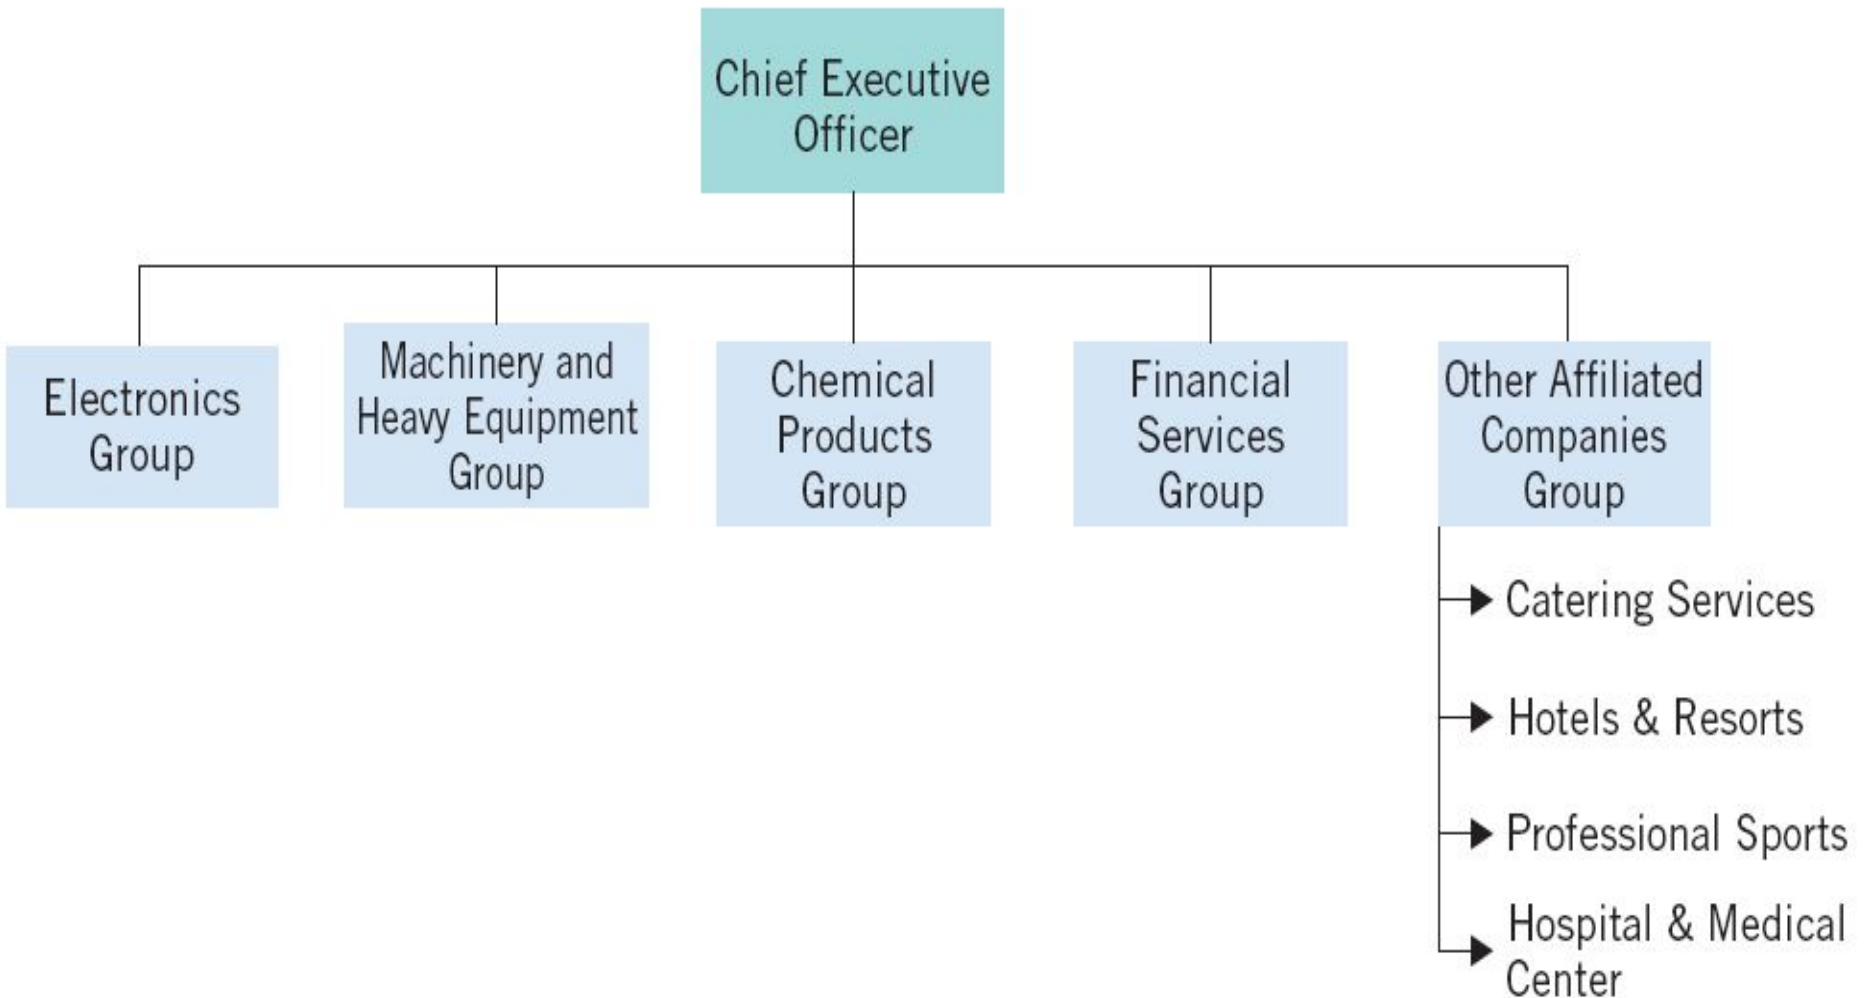 Chief Executive
Officer
Electronics
Group
Machinery and
Heavy Equipment
Group
Chemical
Products
Group
Financial
Services
Group
Other Affiliated
Companies
Group
Catering Services
Hotels & Resorts
Professional Sports
Hospital & Medical
Center